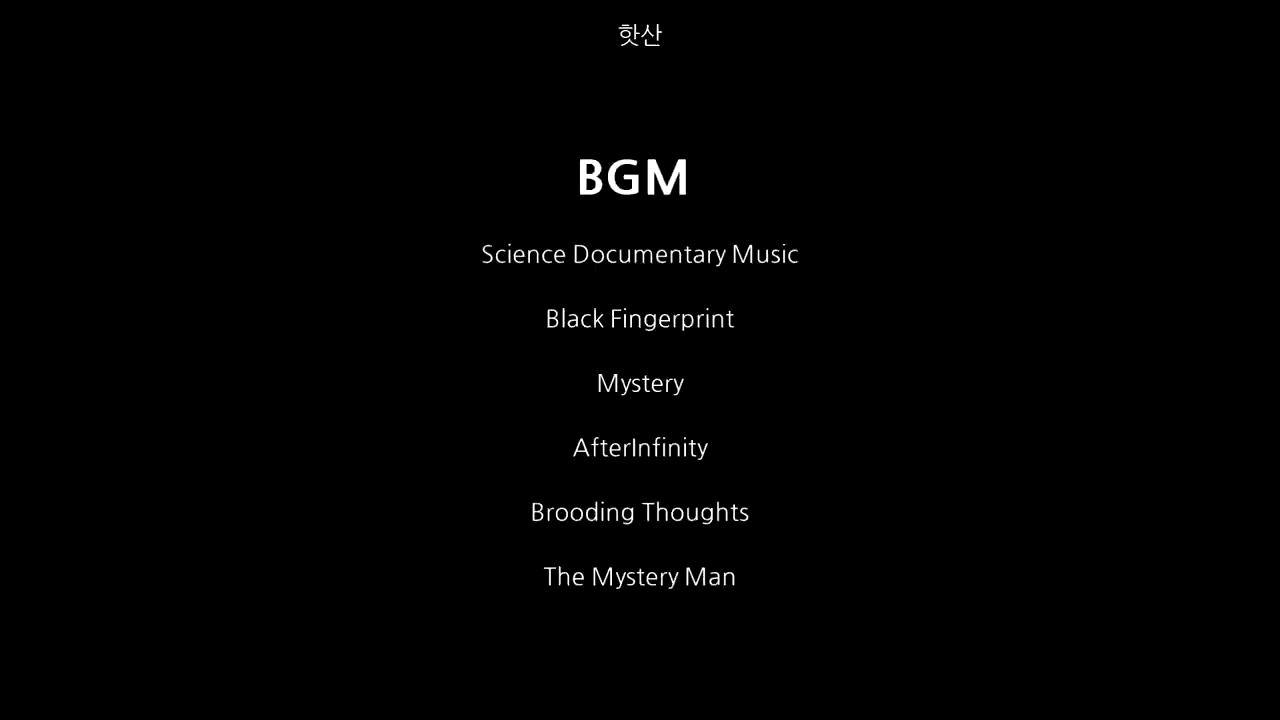 핫산
BGM
Science Documentary Music
Black Fingerprint
Mystery
AfterInfinity
Brooding Thoughts
The Mystery Man